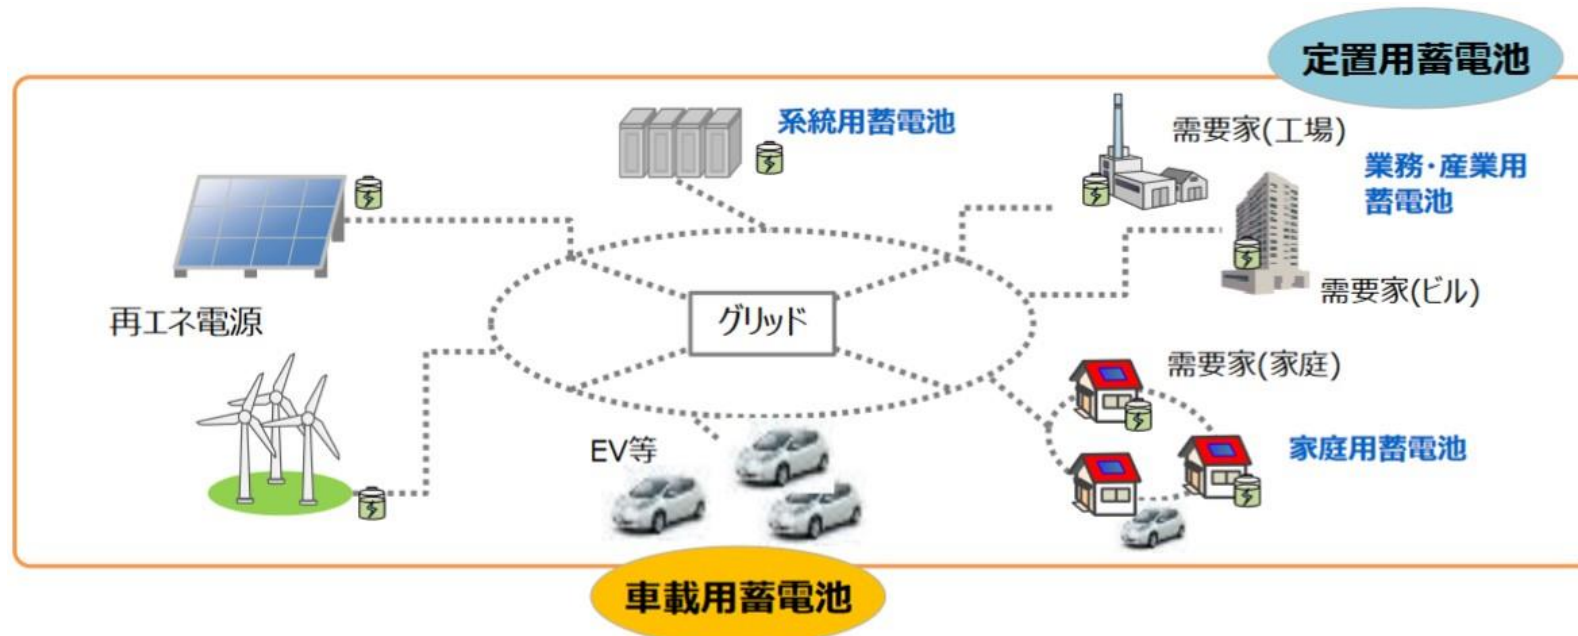 定置用蓄電池
系統用蓄電池
需要家(工場)
業務・産業用
蓄電池
需要家(ビル)
再エネ電源
グリッド
需要家(家庭)
EV等
家庭用蓄電池
車載用蓄電池